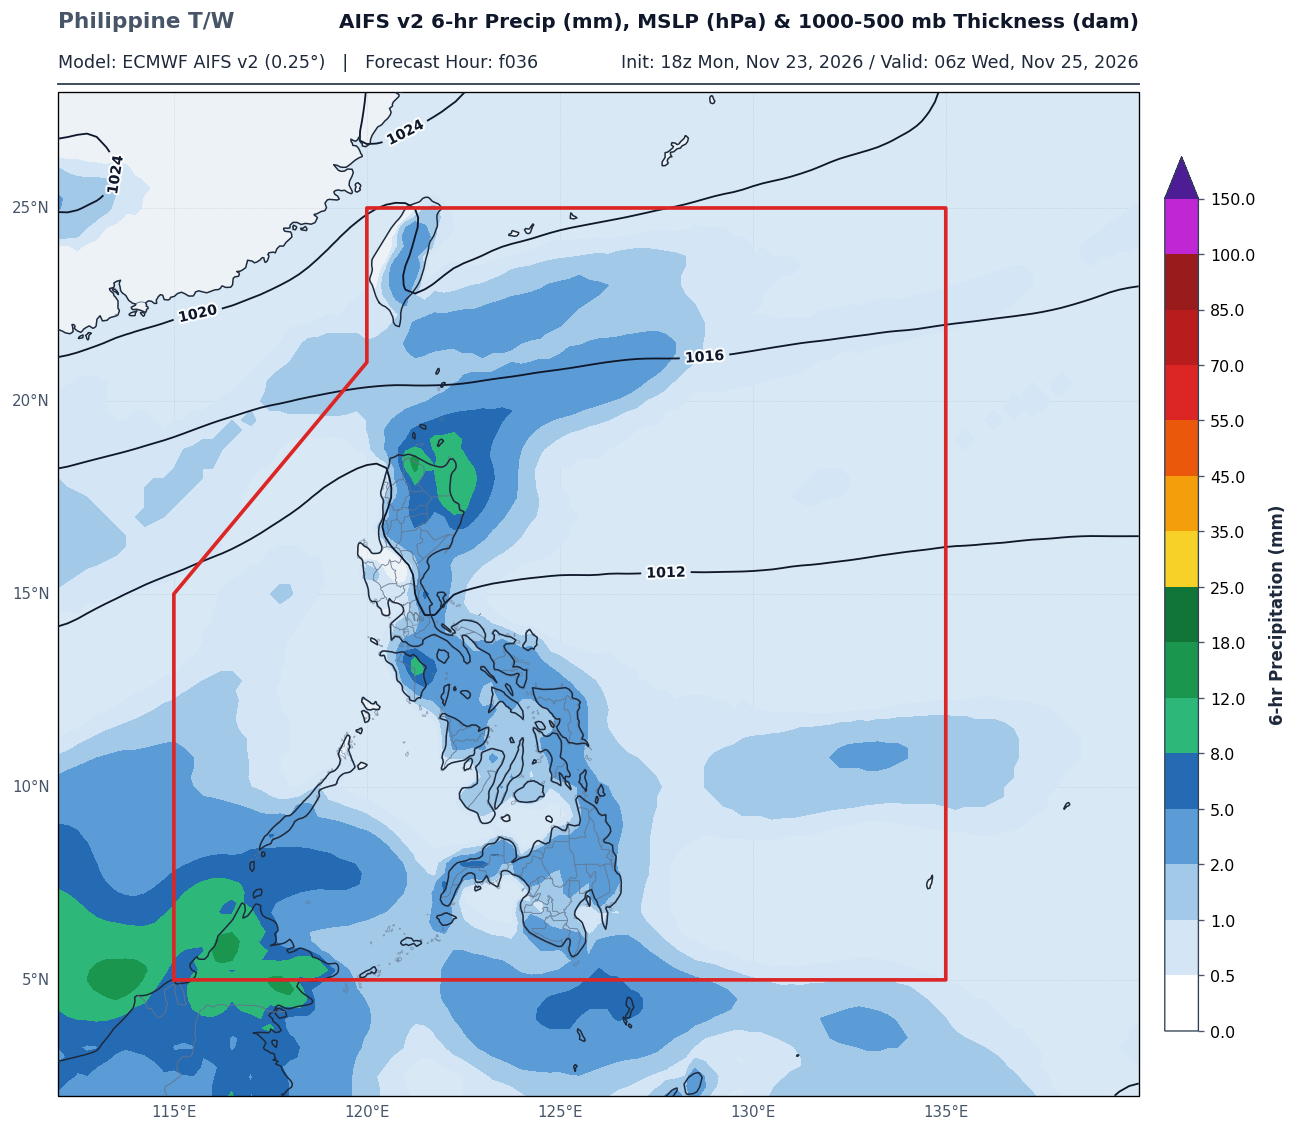 Philippine T/W
AIFS v2 6-hr Precip (mm), MSLP (hPa) & 1000-500 mb Thickness (dam)
Model: ECMWF AIFS v2 (0.25°) | Forecast Hour: f036
Init: 18z Mon, Nov 23, 2026 / Valid: 06z Wed, Nov 25, 2026
1024
1024
1020
1016
1012
25°N
20°N
15°N
10°N
5°N
115°E
120°E
125°E
130°E
135°E
150.0
100.0
85.0
70.0
55.0
45.0
35.0
25.0
18.0
12.0
8.0
5.0
2.0
1.0
0.5
0.0
6-hr Precipitation (mm)